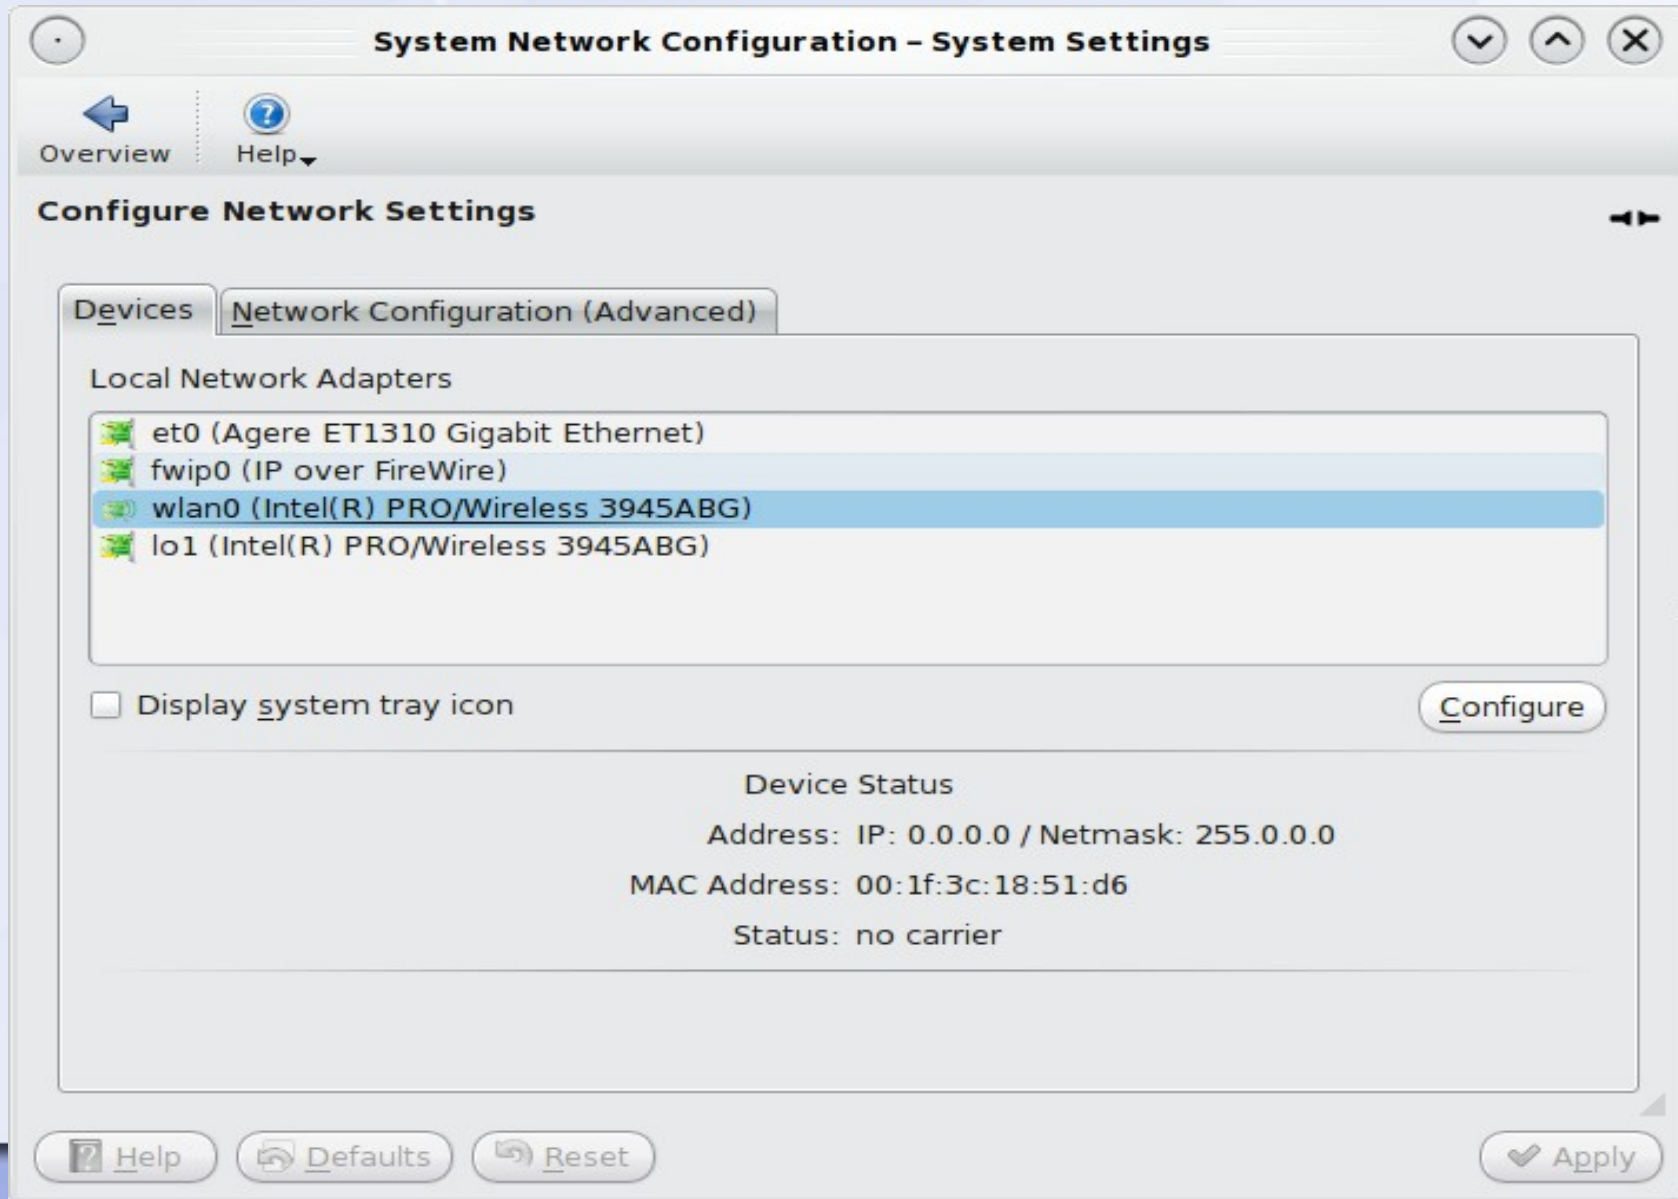 System Network Configuration – System Settings
Overview
Help
Configure Network Settings
Devices
Network Configuration (Advanced)
Local Network Adapters
et0 (Agere ET1310 Gigabit Ethernet)
fwip0 (IP over FireWire)
wlan0 (Intel(R) PRO/Wireless 3945ABG)
lo1 (Intel(R) PRO/Wireless 3945ABG)
Display system tray icon
Configure
Device Status
Address: IP: 0.0.0.0 / Netmask: 255.0.0.0
MAC Address: 00:1f:3c:18:51:d6
Status: no carrier
Help
Defaults
Reset
Apply